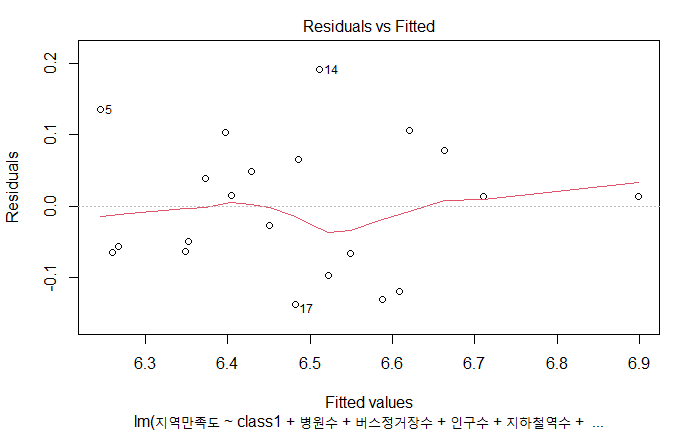 Residuals vs Fitted
Residuals
0.2
0.1
0.0
-0.1
5
14
17
6.3 6.4 6.5 6.6 6.7 6.8 6.9
Fitted values
lm(지역만족도 ~ class1 + 병원수 + 버스정거장수 + 인구수 + 지하철역수 + ...